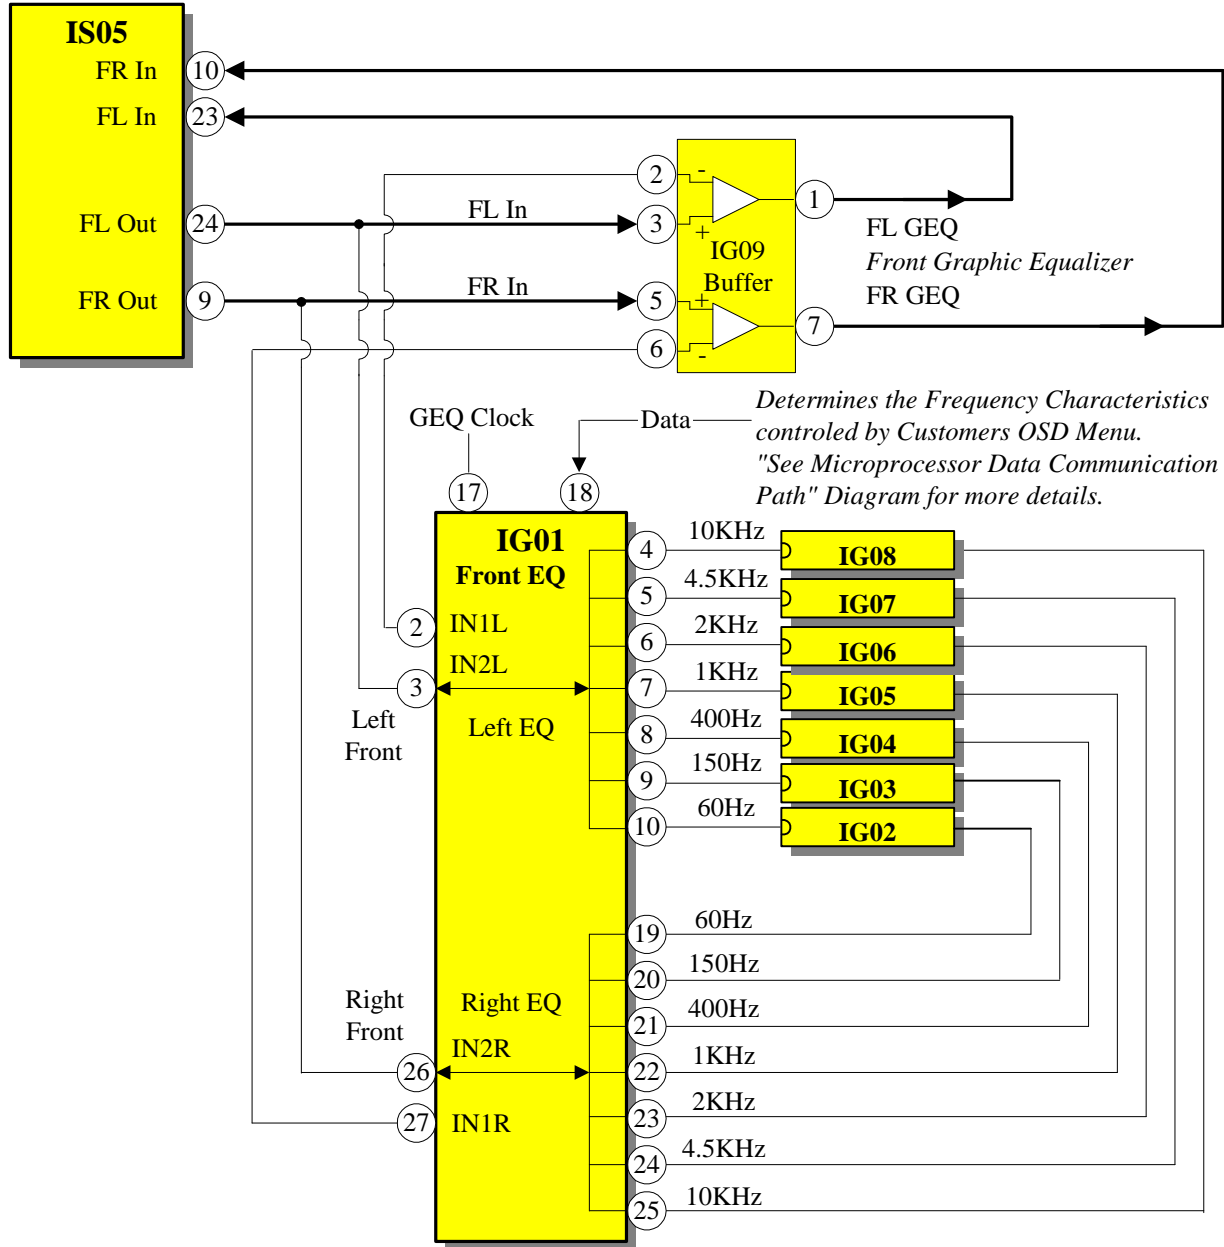 IS05
FR In
10
FL In
23
FL Out
24
FR Out
9
FL In
FR In
2
3
5
6
-
+
IG09
Buffer
+
-
1
7
FL GEQ
Front Graphic Equalizer
FR GEQ
GEQ Clock
17
Data
18
Determines the Frequency Characteristics
controled by Customers OSD Menu.
"See Microprocessor Data Communication
Path" Diagram for more details.
IG01
Front EQ
2
IN1L
3
IN2L
Left
Front
Left EQ
4
10KHz
IG08
5
4.5KHz
IG07
6
2KHz
IG06
7
1KHz
IG05
8
400Hz
IG04
9
150Hz
IG03
10
60Hz
IG02
19
60Hz
20
150Hz
21
400Hz
22
1KHz
23
2KHz
24
4.5KHz
25
10KHz
Right
Front
Right EQ
26
IN2R
27
IN1R